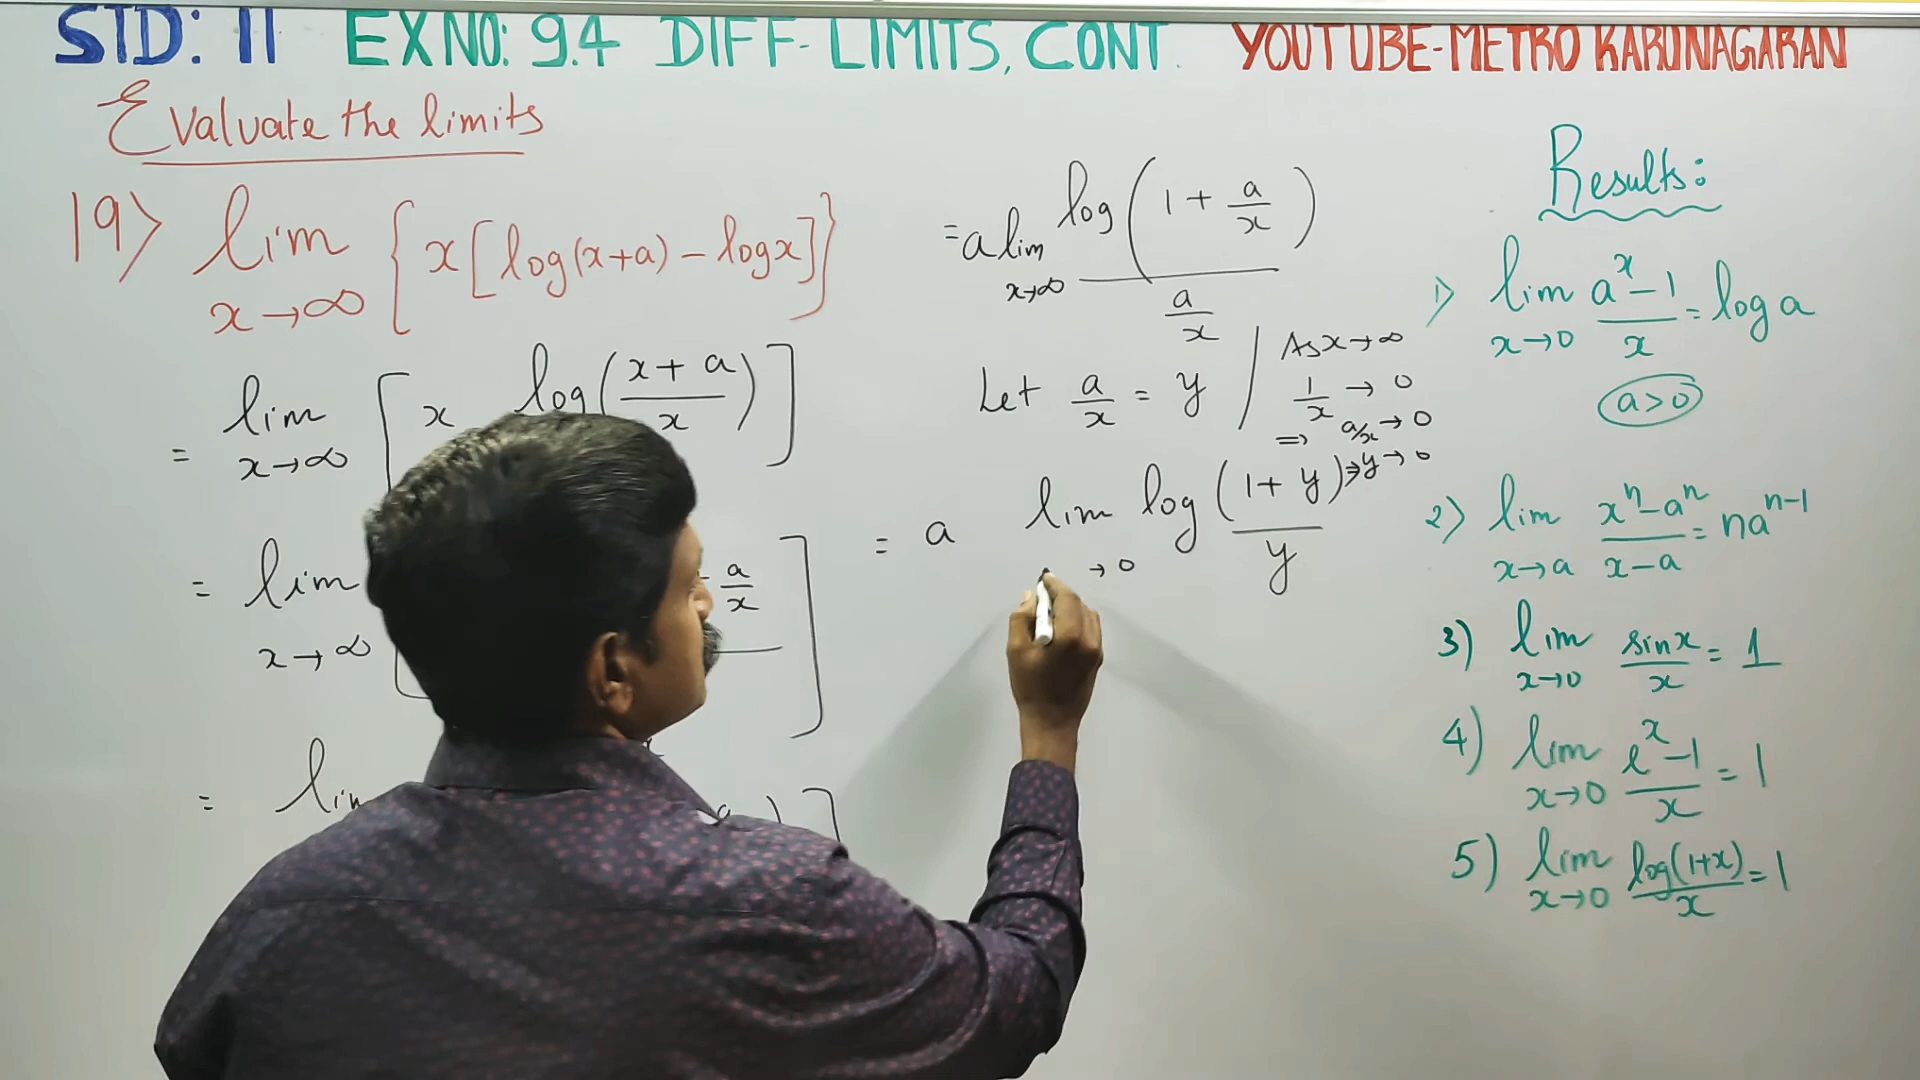 STD: 11 EX NO: 9.4 DIFF- LIMITS, CONT. YOUTUBE-METRO KARUNAGARAN
Evaluate the limits
19) lim x→∞ { x [log(x+a) - log x] }
= lim x→∞ [ x log( (x+a)/x ) ]
= lim x→∞ [ a/x ]
= lim
= a lim x→∞ log(1 + a/x) / (a/x)
Let a/x = y / As x→∞
1/x → 0
⇒ a/x → 0
⇒ y → 0
= a lim →0 log(1+y) / y
Results:
1) lim x→0 (a^x - 1)/x = log a
a>0
2) lim x→a (x^n - a^n)/(x-a) = na^(n-1)
3) lim x→0 sinx/x = 1
4) lim x→0 (e^x - 1)/x = 1
5) lim x→0 log(1+x)/x = 1